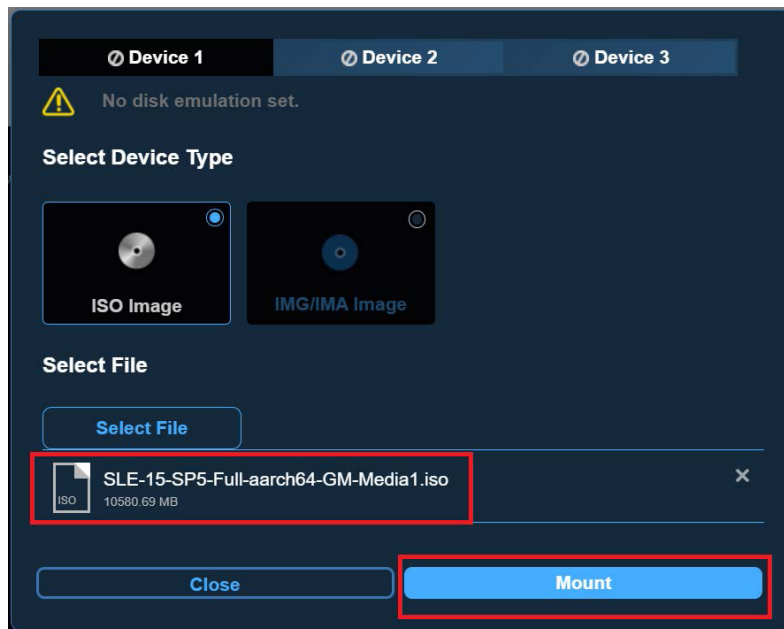 Device 1 Device 2 Device 3
No disk emulation set.
Select Device Type
ISO Image IMG/IMA Image
Select File
Select File
SLE-15-SP5-Full-aarch64-GM-Media1.iso
ISO
10580.69 MB
Close Mount